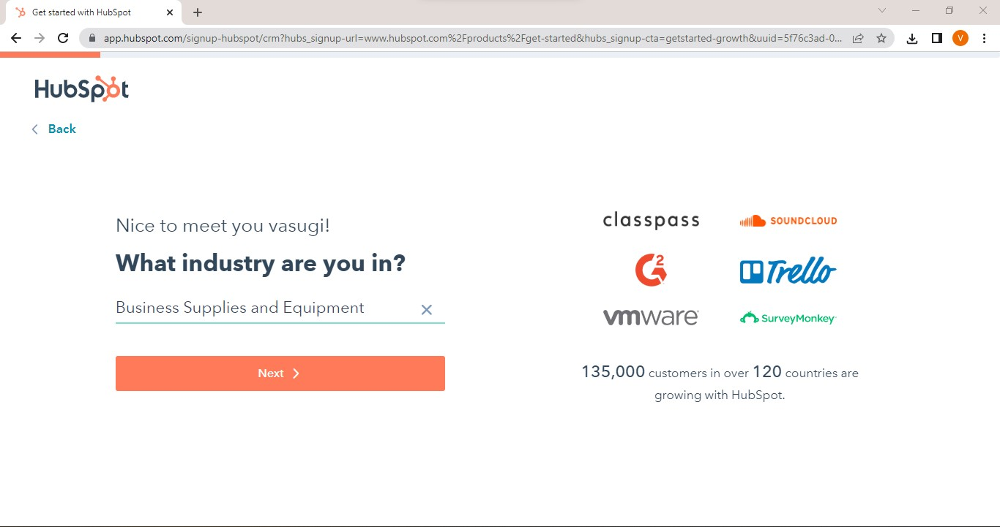 Get started with HubSpot
app.hubspot.com/signup-hubspot/crm?hubs_signup-url=www.hubspot.com%2Fproducts%2Fget-started&hubs_signup-cta=getstarted-growth&uuid=5f76c3ad-0...
V
HubSpot
Back
Nice to meet you vasugi!
What industry are you in?
Business Supplies and Equipment
Next
classpass
SOUNDCLOUD
G2
Trello
vmware
SurveyMonkey
135,000 customers in over 120 countries are
growing with HubSpot.